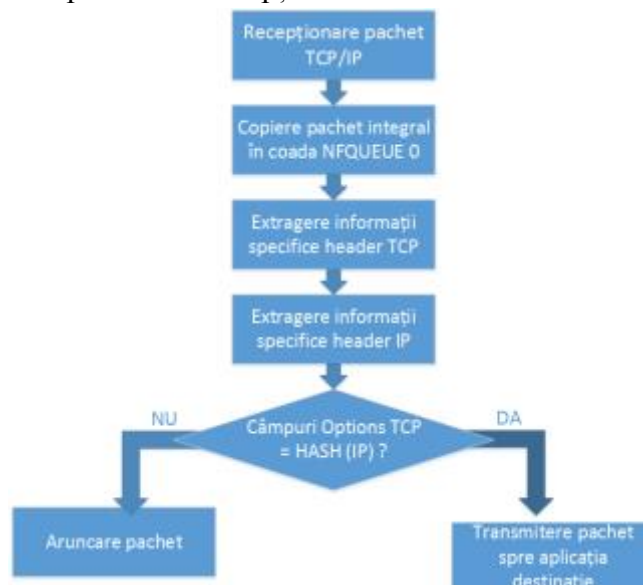 Recepționare pachet
TCP/IP
Copiere pachet integral
în coada NFQUEUE 0
Extragere informații
specifice header TCP
Extragere informații
specifice header IP
NU
DA
Câmpuri Options TCP
= HASH (IP) ?
Aruncare pachet
Transmitere pachet
spre aplicația
destinație